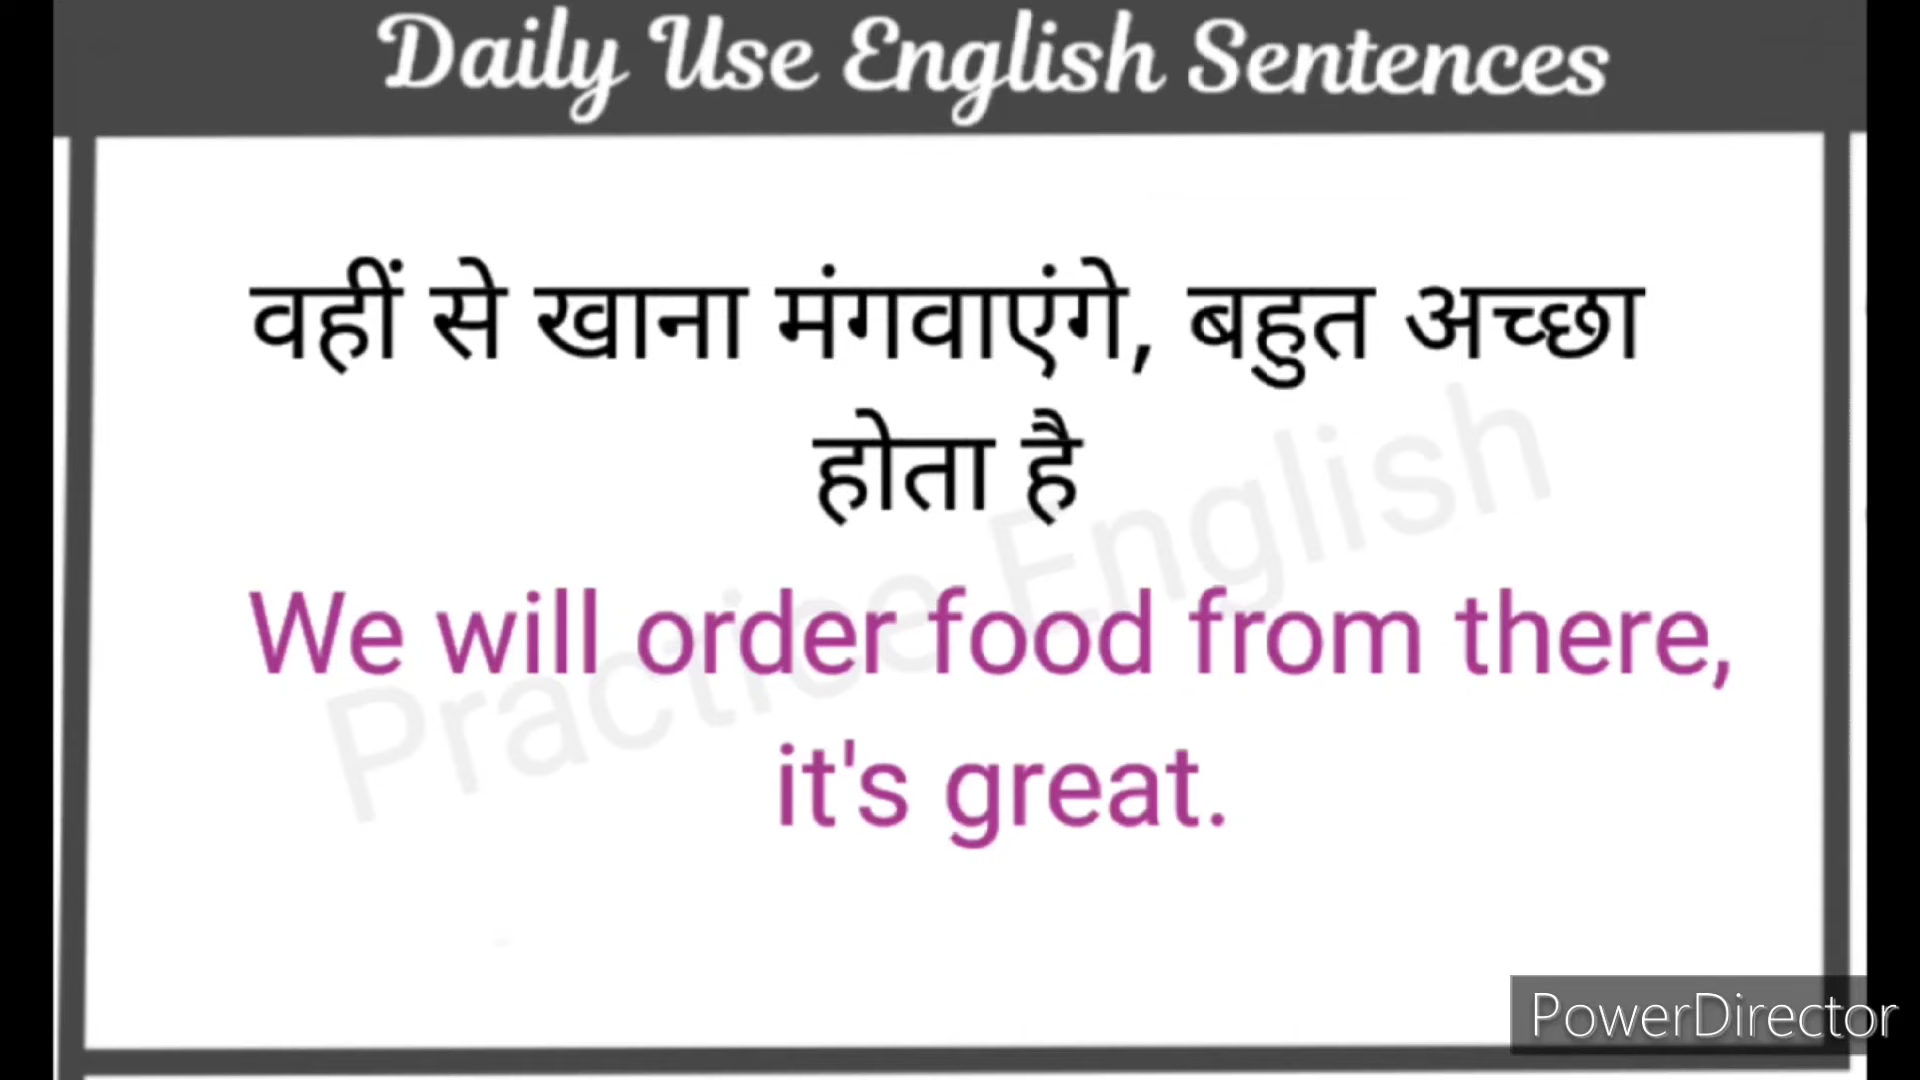 Daily Use English Sentences
वहीं से खाना मंगवाएंगे, बहुत अच्छा
होता है
We will order food from there,
it's great.
Practice English
PowerDirector